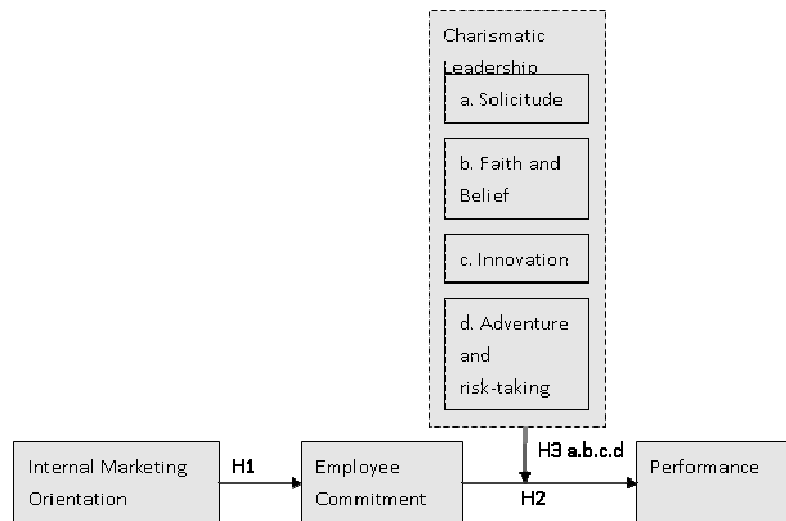 Charismatic
Leadership
a. Solicitude
b. Faith and
Belief
c. Innovation
d. Adventure
and
risk-taking
H3 a.b.c.d
Internal Marketing
Orientation
H1
Employee
Commitment
H2
Performance